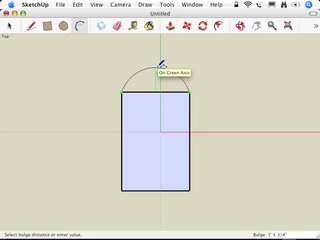 SketchUp File Edit View Camera Draw Tools Window Help
Untitled
Top
On Green Axis
Select bulge distance or enter value.
Bulge 1' 1 3/4"